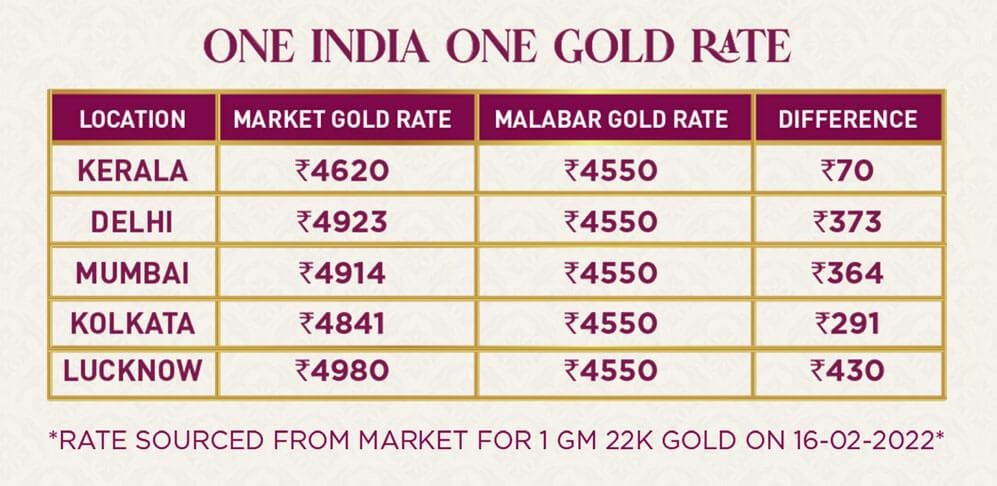 ONE INDIA ONE GOLD RATE
LOCATION MARKET GOLD RATE MALABAR GOLD RATE DIFFERENCE
KERALA ₹4620 ₹4550 ₹70
DELHI ₹4923 ₹4550 ₹373
MUMBAI ₹4914 ₹4550 ₹364
KOLKATA ₹4841 ₹4550 ₹291
LUCKNOW ₹4980 ₹4550 ₹430
*RATE SOURCED FROM MARKET FOR 1 GM 22K GOLD ON 16-02-2022*